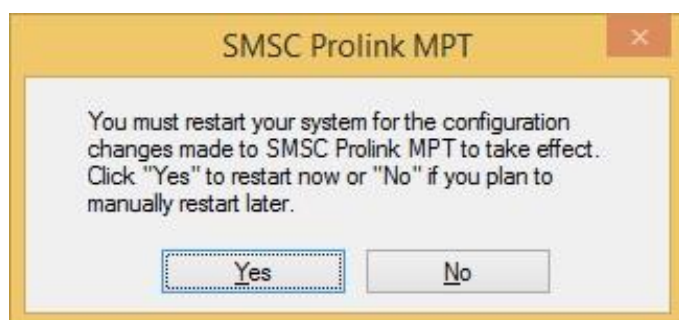 SMSC Prolink MPT
You must restart your system for the configuration
changes made to SMSC Prolink MPT to take effect.
Click "Yes" to restart now or "No" if you plan to
manually restart later.
Yes
No